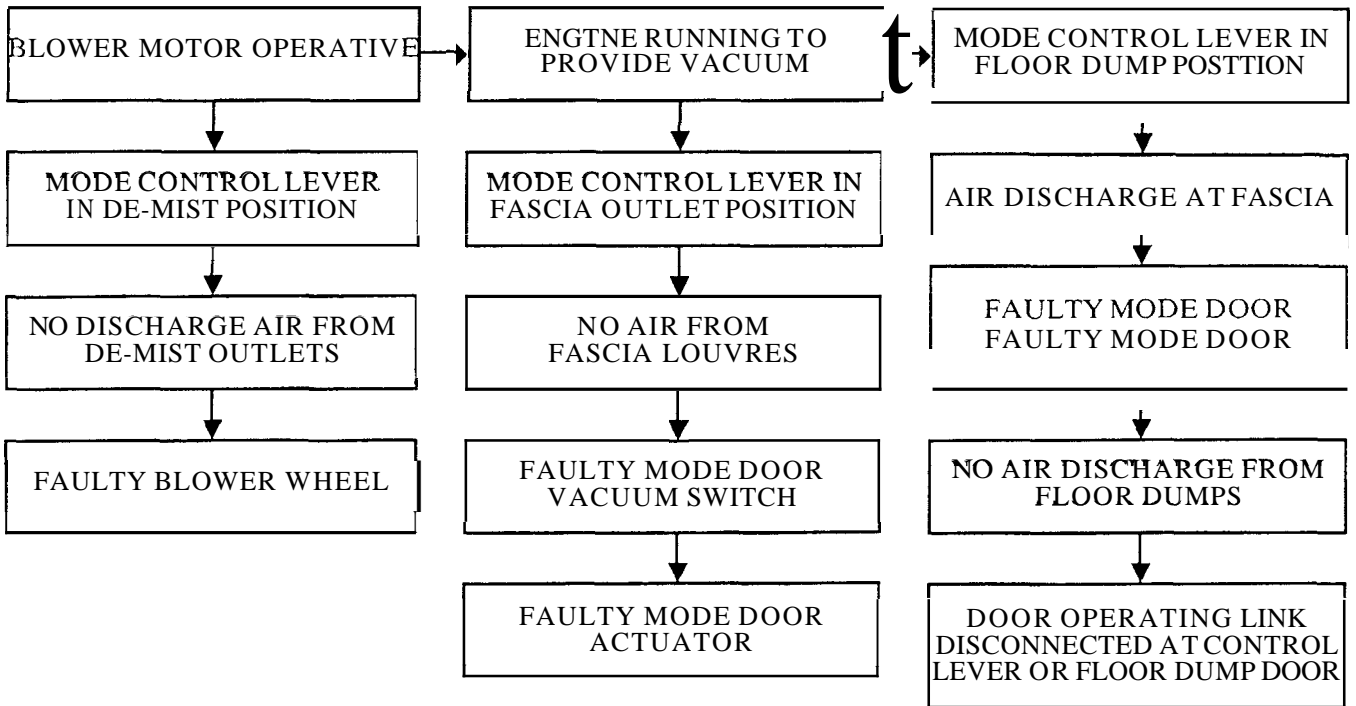 BLOWER MOTOR OPERATIVE
MODE CONTROL LEVER
IN DE-MIST POSITION
NO DISCHARGE AIR FROM
DE-MIST OUTLETS
FAULTY BLOWER WHEEL
ENGTNE RUNNING TO
PROVIDE VACUUM
MODE CONTROL LEVER IN
FASCIA OUTLET POSITION
NO AIR FROM
FASCIA LOUVRES
FAULTY MODE DOOR
VACUUM SWITCH
FAULTY MODE DOOR
ACTUATOR
t
MODE CONTROL LEVER IN
FLOOR DUMP POSTTION
AIR DISCHARGE AT FASCIA
FAULTY MODE DOOR
FAULTY MODE DOOR
NO AIR DISCHARGE FROM
FLOOR DUMPS
DOOR OPERATING LINK
DISCONNECTED AT CONTROL
LEVER OR FLOOR DUMP DOOR